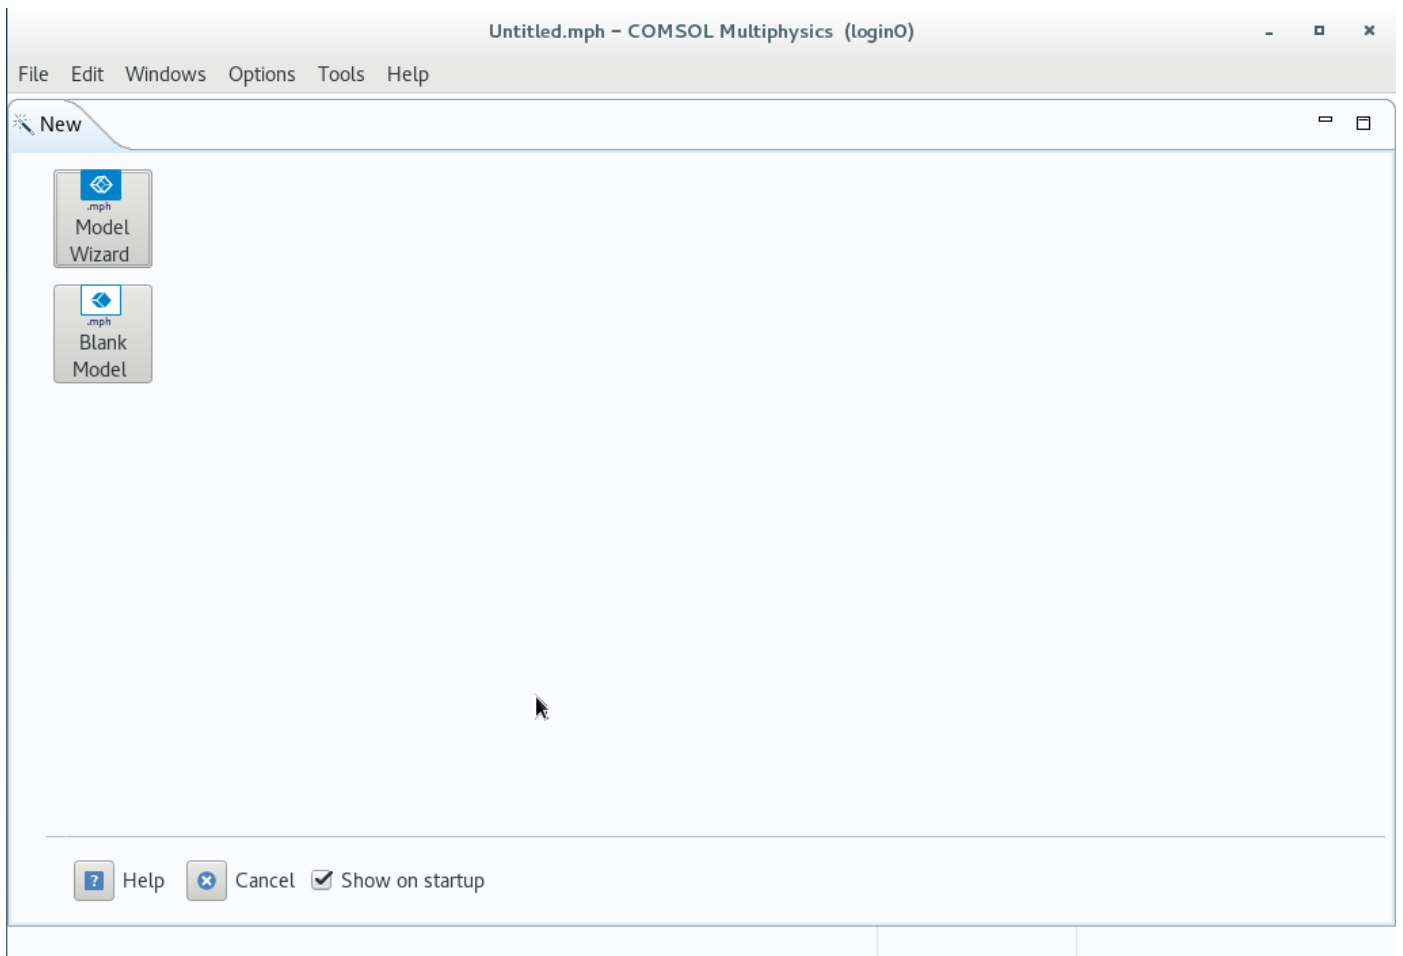 Untitled.mph – COMSOL Multiphysics (login0)
File Edit Windows Options Tools Help
New
.mph
Model
Wizard
.mph
Blank
Model
? Help Cancel Show on startup